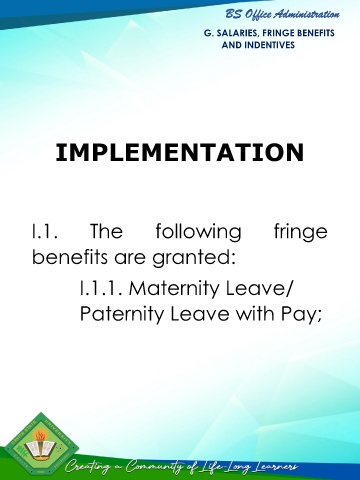 BS Office Administration
G. SALARIES, FRINGE BENEFITS
AND INDENTIVES
IMPLEMENTATION
I.1. The following fringe
benefits are granted:
I.1.1. Maternity Leave/
Paternity Leave with Pay;
Creating a Community of Life-Long Learners